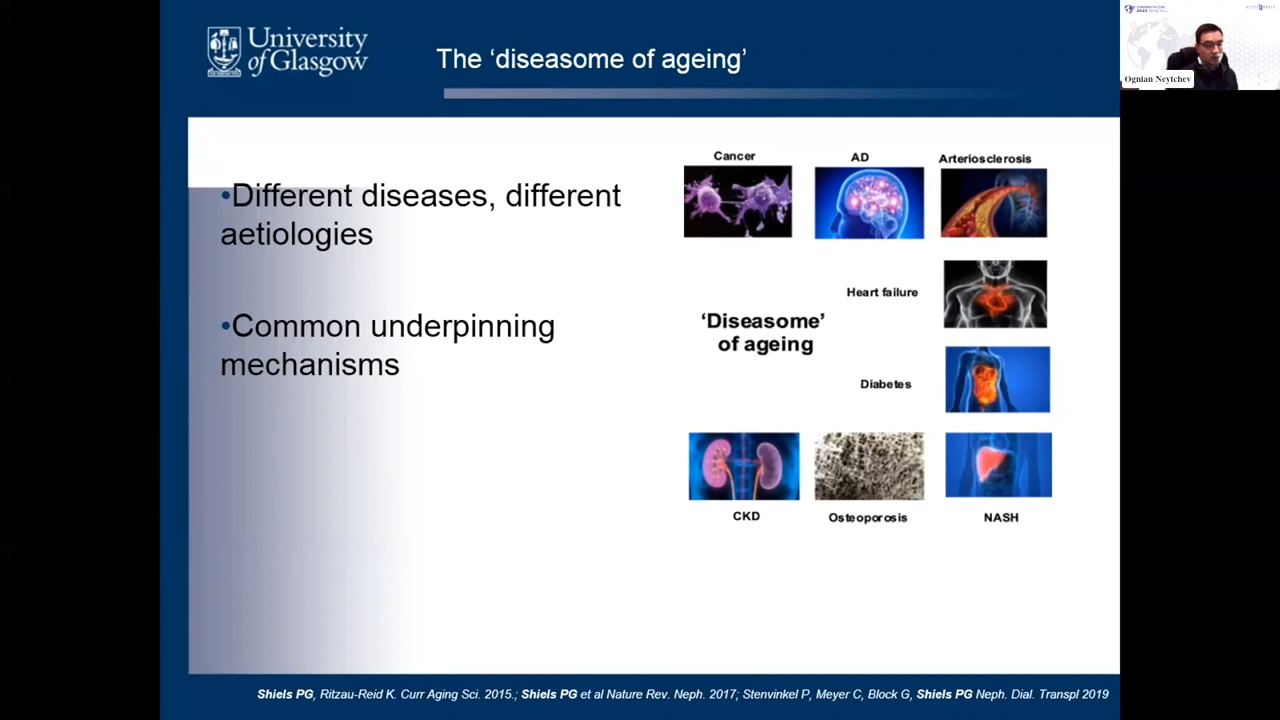 University
of Glasgow
The ‘diseasome of ageing’
•Different diseases, different
aetiologies
•Common underpinning
mechanisms
Cancer
AD
Arteriosclerosis
Heart failure
‘Diseasome’
of ageing
Diabetes
CKD
Osteoporosis
NASH
Shiels PG, Ritzau-Reid K. Curr Aging Sci. 2015.; Shiels PG et al Nature Rev. Neph. 2017; Stenvinkel P, Meyer C, Block G, Shiels PG Neph. Dial. Transpl 2019
Ognian Neytchev